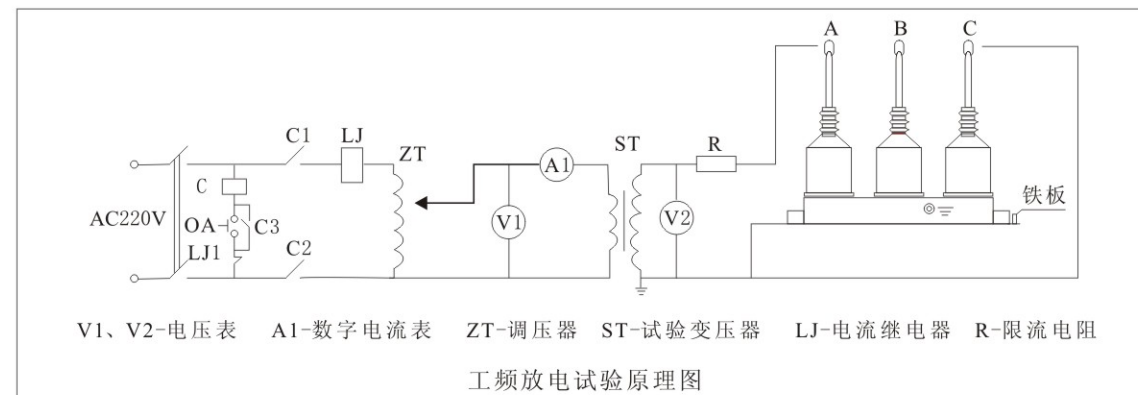 A B C
C1 LJ ZT A1 ST R
C
AC220V OA C3 V1 V2 铁板
LJ1 C2
V1、V2-电压表 A1-数字电流表 ZT-调压器 ST-试验变压器 LJ-电流继电器 R-限流电阻
工频放电试验原理图